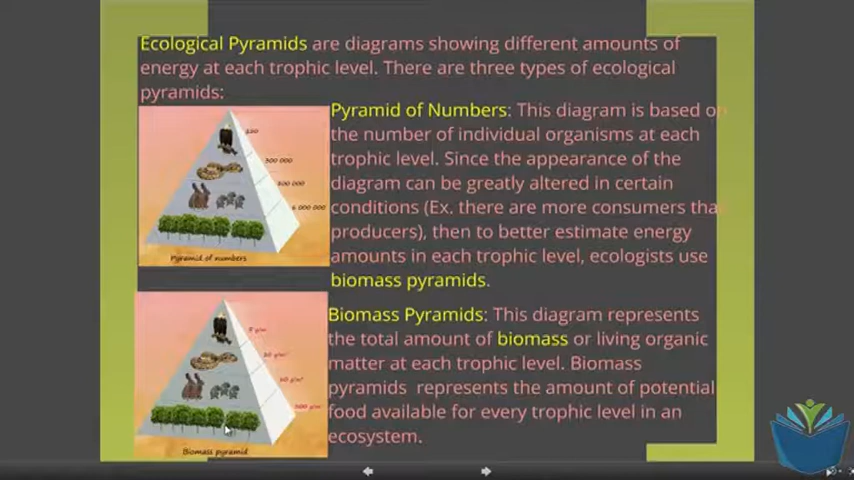 Ecological Pyramids are diagrams showing different amounts of
energy at each trophic level. There are three types of ecological
pyramids:
Pyramid of Numbers: This diagram is based on
the number of individual organisms at each
trophic level. Since the appearance of the
diagram can be greatly altered in certain
conditions (Ex. there are more consumers tha
producers), then to better estimate energy
amounts in each trophic level, ecologists use
biomass pyramids.
Pyramid of numbers
Biomass Pyramids: This diagram represents
the total amount of biomass or living organic
matter at each trophic level. Biomass
pyramids represents the amount of potential
food available for every trophic level in an
ecosystem.
Biomass pyramid